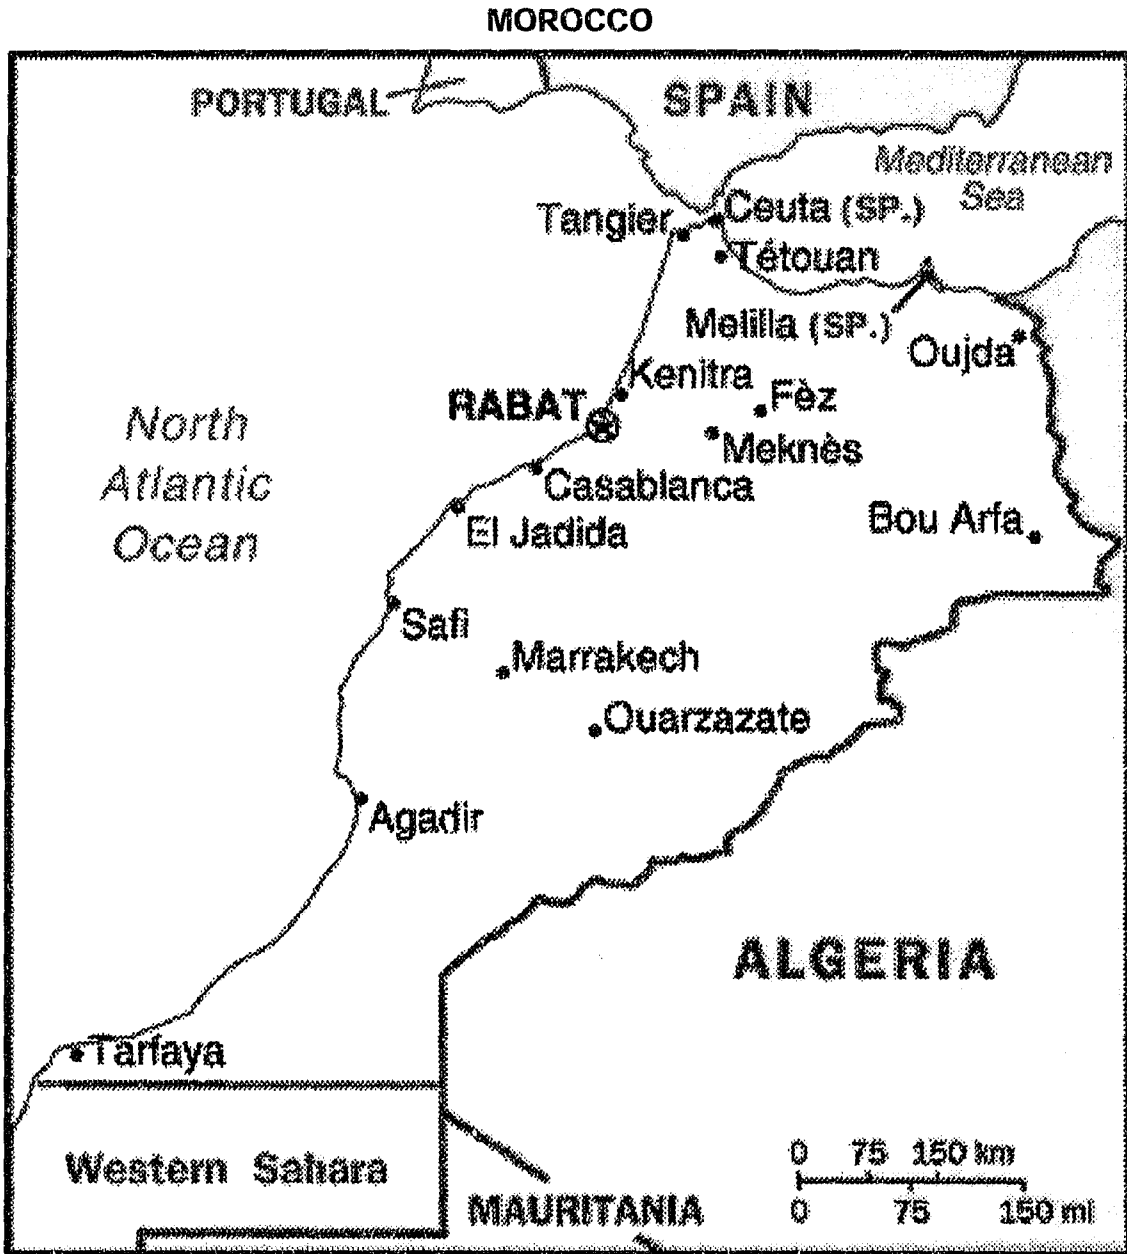 MOROCCO
PORTUGAL
SPAIN
Mediterranean
Sea
Ceuta (SP.)
Tangier
Tétouan
Melilla (SP.)
Oujda
Kenitra
RABAT
Fèz
Meknès
North
Atlantic
Ocean
Casablanca
El Jadida
Bou Arfa
Safi
Marrakech
Ouarzazate
Agadir
ALGERIA
Tarfaya
Western Sahara
MAURITANIA
0 75 150 km
0 75 150 mi